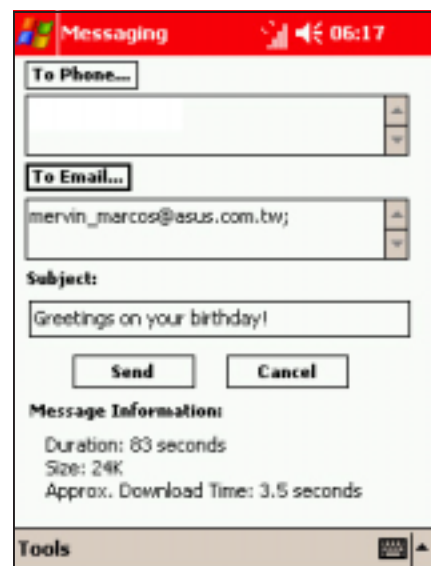 Messaging 06:17
To Phone...
To Email...
mervin_marcos@asus.com.tw;
Subject:
Greetings on your birthday!
Send Cancel
Message Information:
Duration: 83 seconds
Size: 24K
Approx. Download Time: 3.5 seconds
Tools